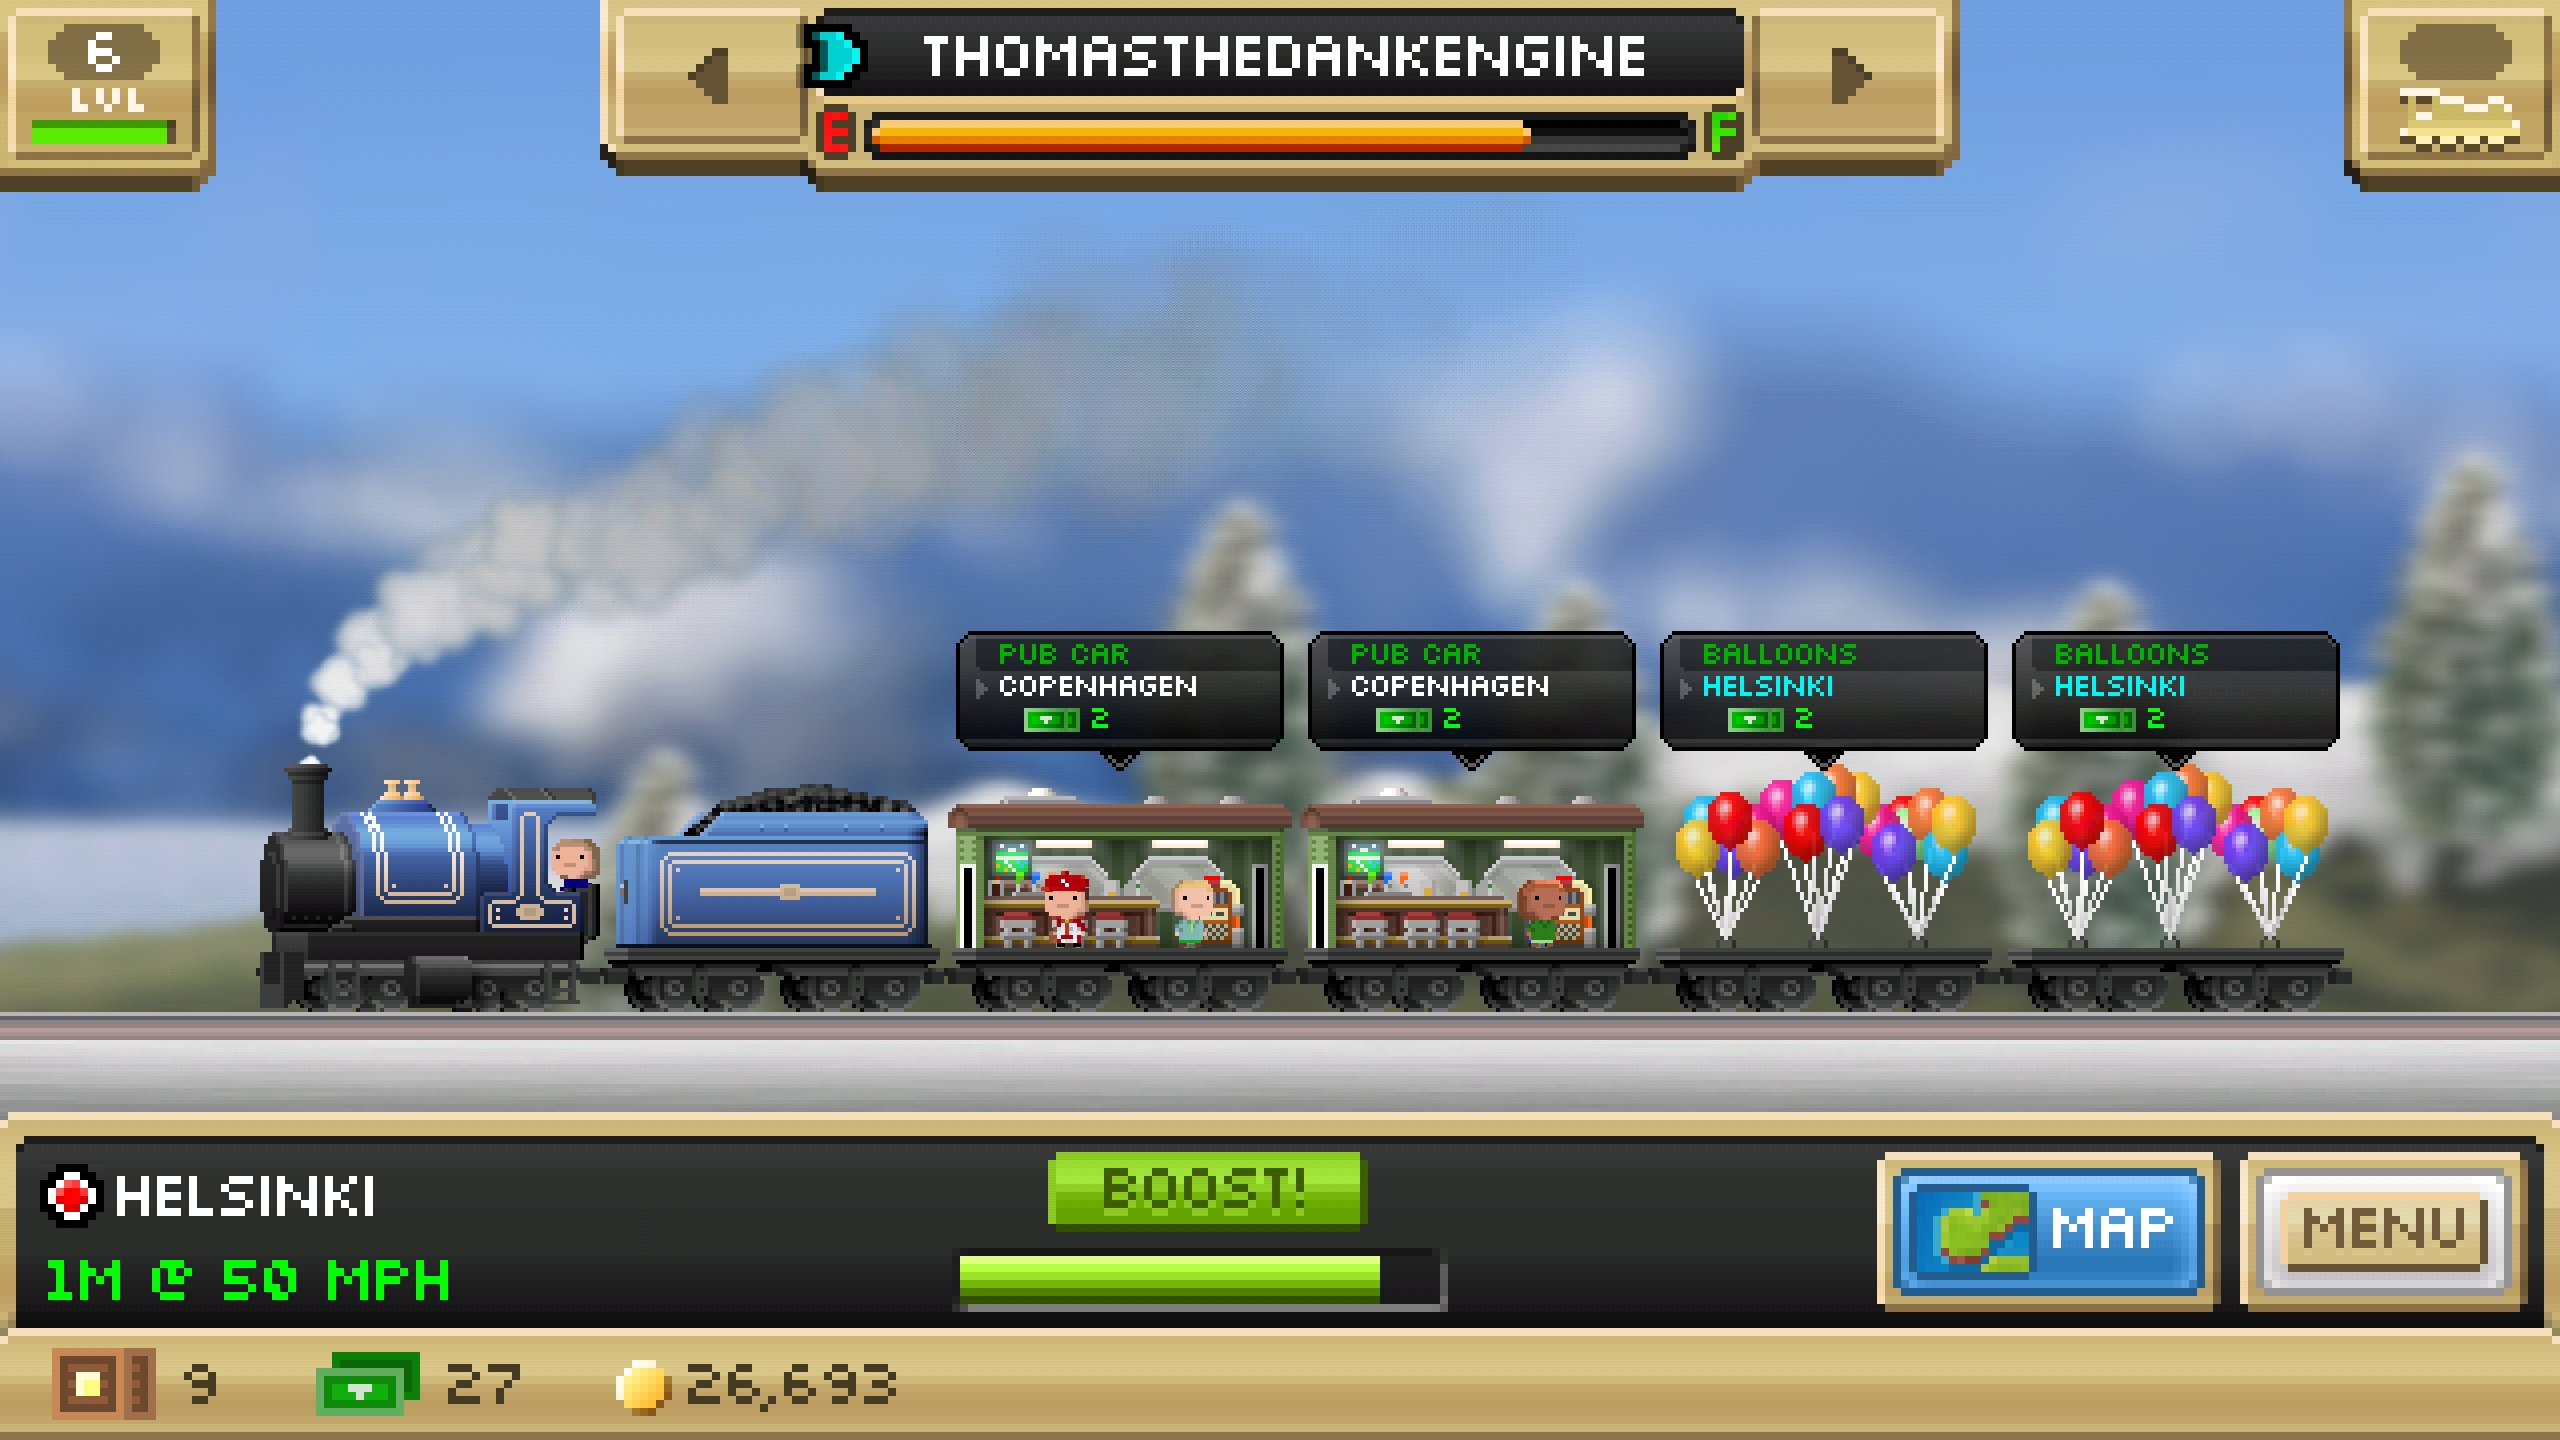 6
LVL
THOMASTHEDANKENGINE
E F
PUB CAR
COPENHAGEN
2
PUB CAR
COPENHAGEN
2
BALLOONS
HELSINKI
2
BALLOONS
HELSINKI
2
HELSINKI
1M @ 50 MPH
BOOST!
MAP
MENU
9 27 26,693